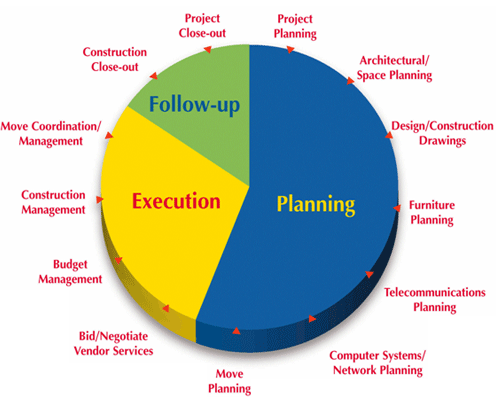 Project
Planning
Architectural/
Space Planning
Design/Construction
Drawings
Furniture
Planning
Telecommunications
Planning
Computer Systems/
Network Planning
Move
Planning
Bid/Negotiate
Vendor Services
Budget
Management
Construction
Management
Move Coordination/
Management
Construction
Close-out
Project
Close-out
Follow-up
Execution
Planning